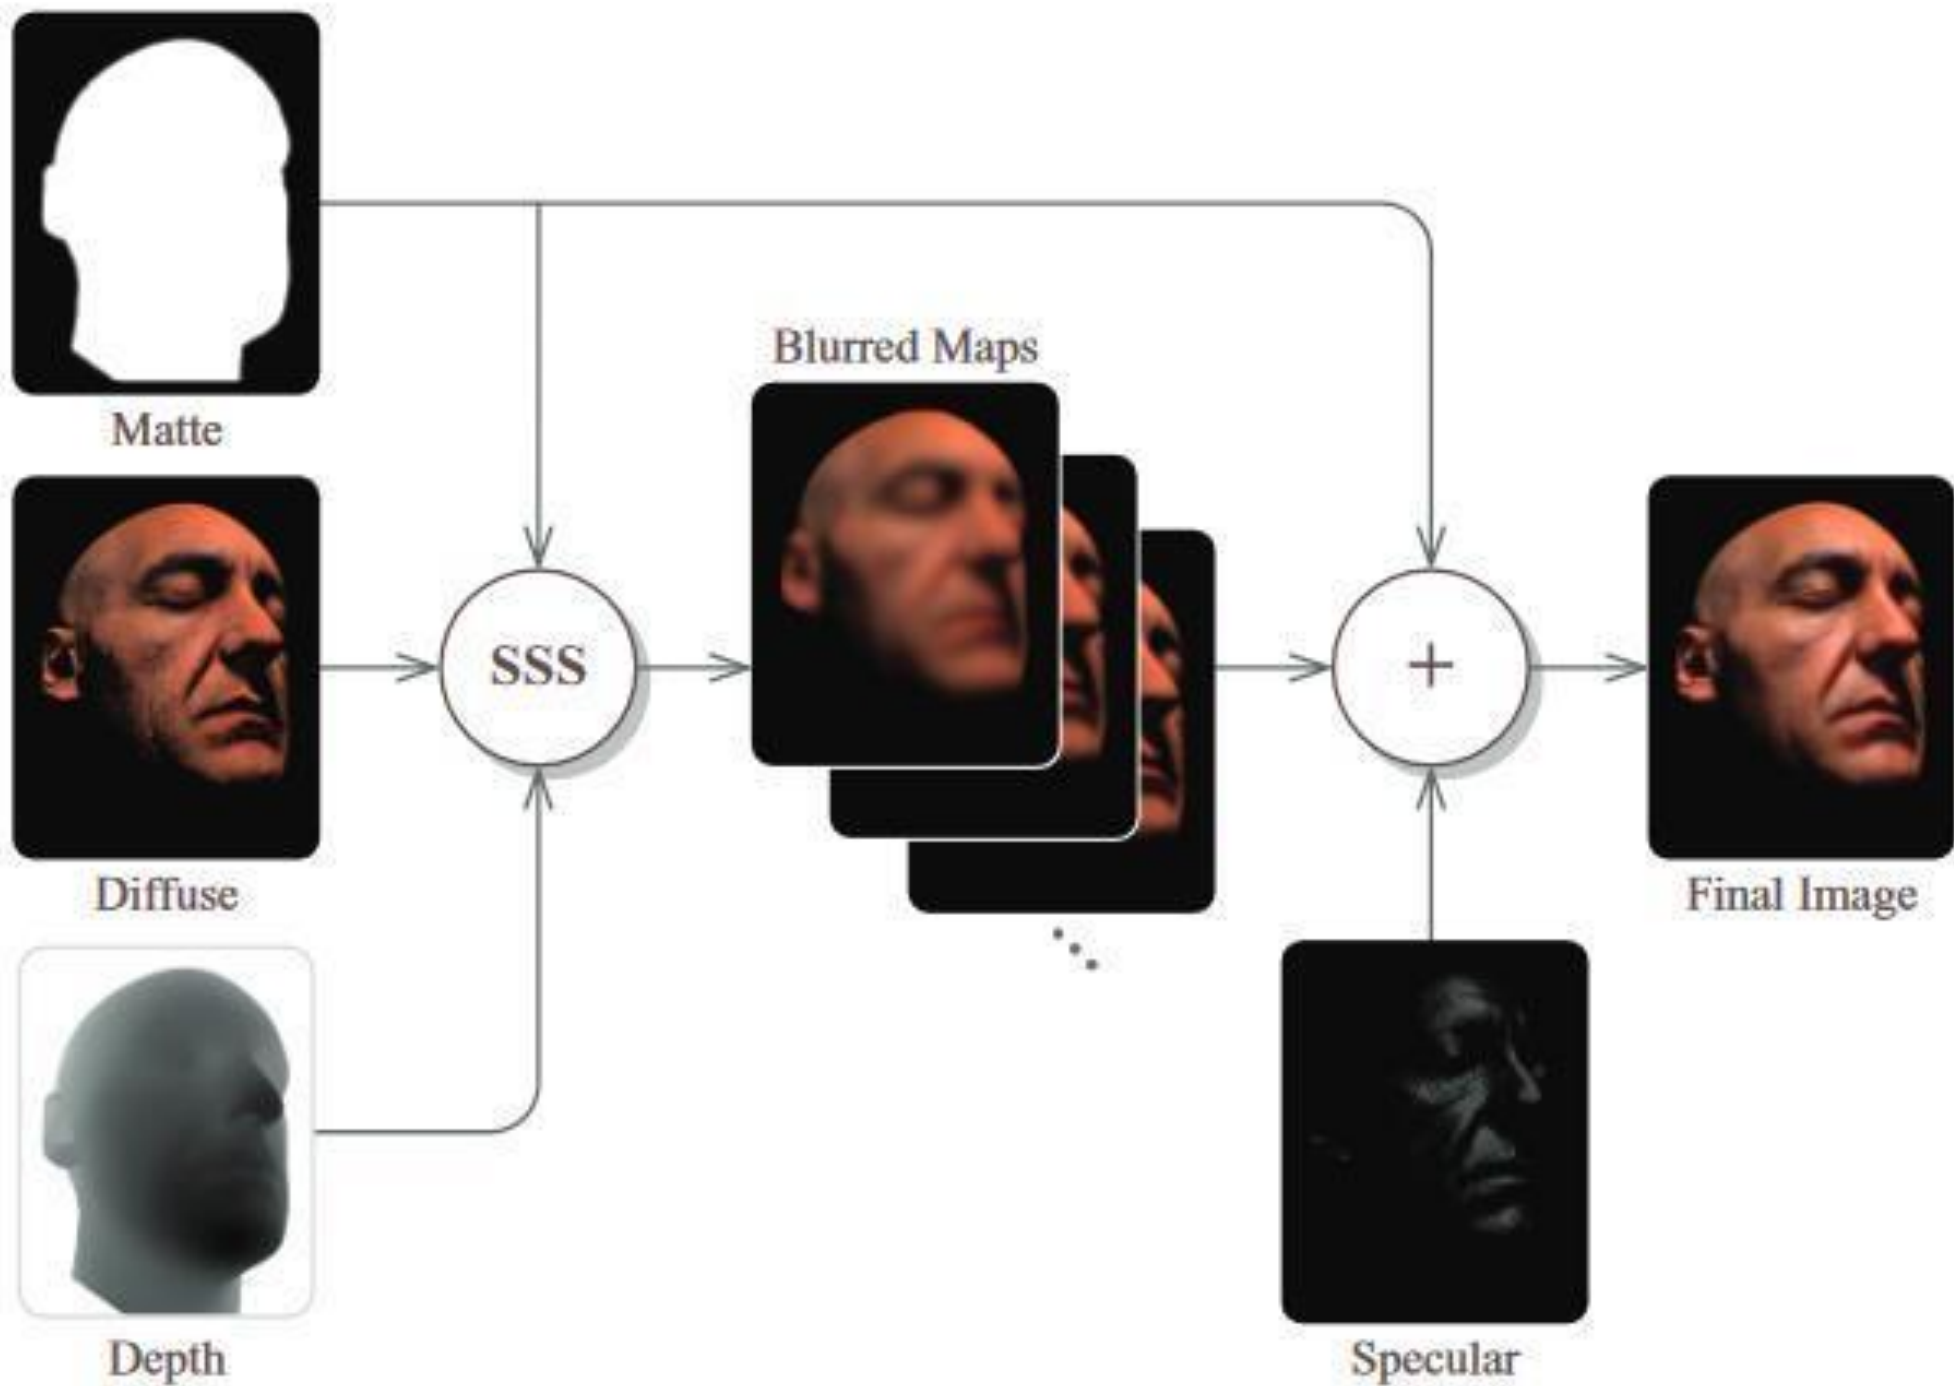 Matte
Diffuse
Depth
SSS
Blurred Maps
+
Specular
Final Image